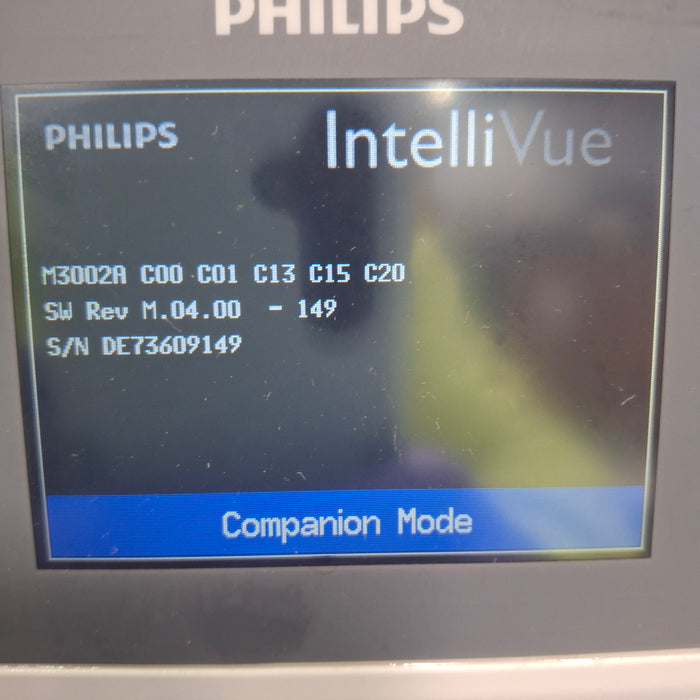 PHILIPS
PHILIPS IntelliVue
M3002A C00 C01 C13 C15 C20
SW Rev M.04.00 - 149
S/N DE73609149
Companion Mode